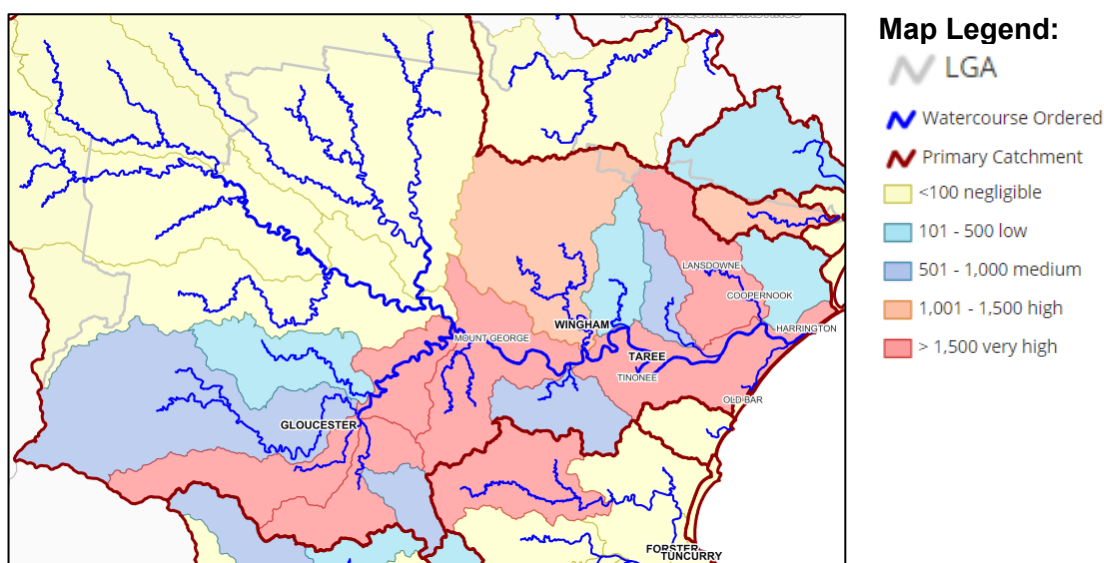 Map Legend:
LGA
Watercourse Ordered
Primary Catchment
<100 negligible
101 - 500 low
501 - 1,000 medium
1,001 - 1,500 high
> 1,500 very high
LANSDOWNE
COOPERNOOK
HARRINGTON
WINGHAM
MOUNT GEORGE
TAREE
TINONEE
OLD BAR
GLOUCESTER
FORSTER
TUNCURRY